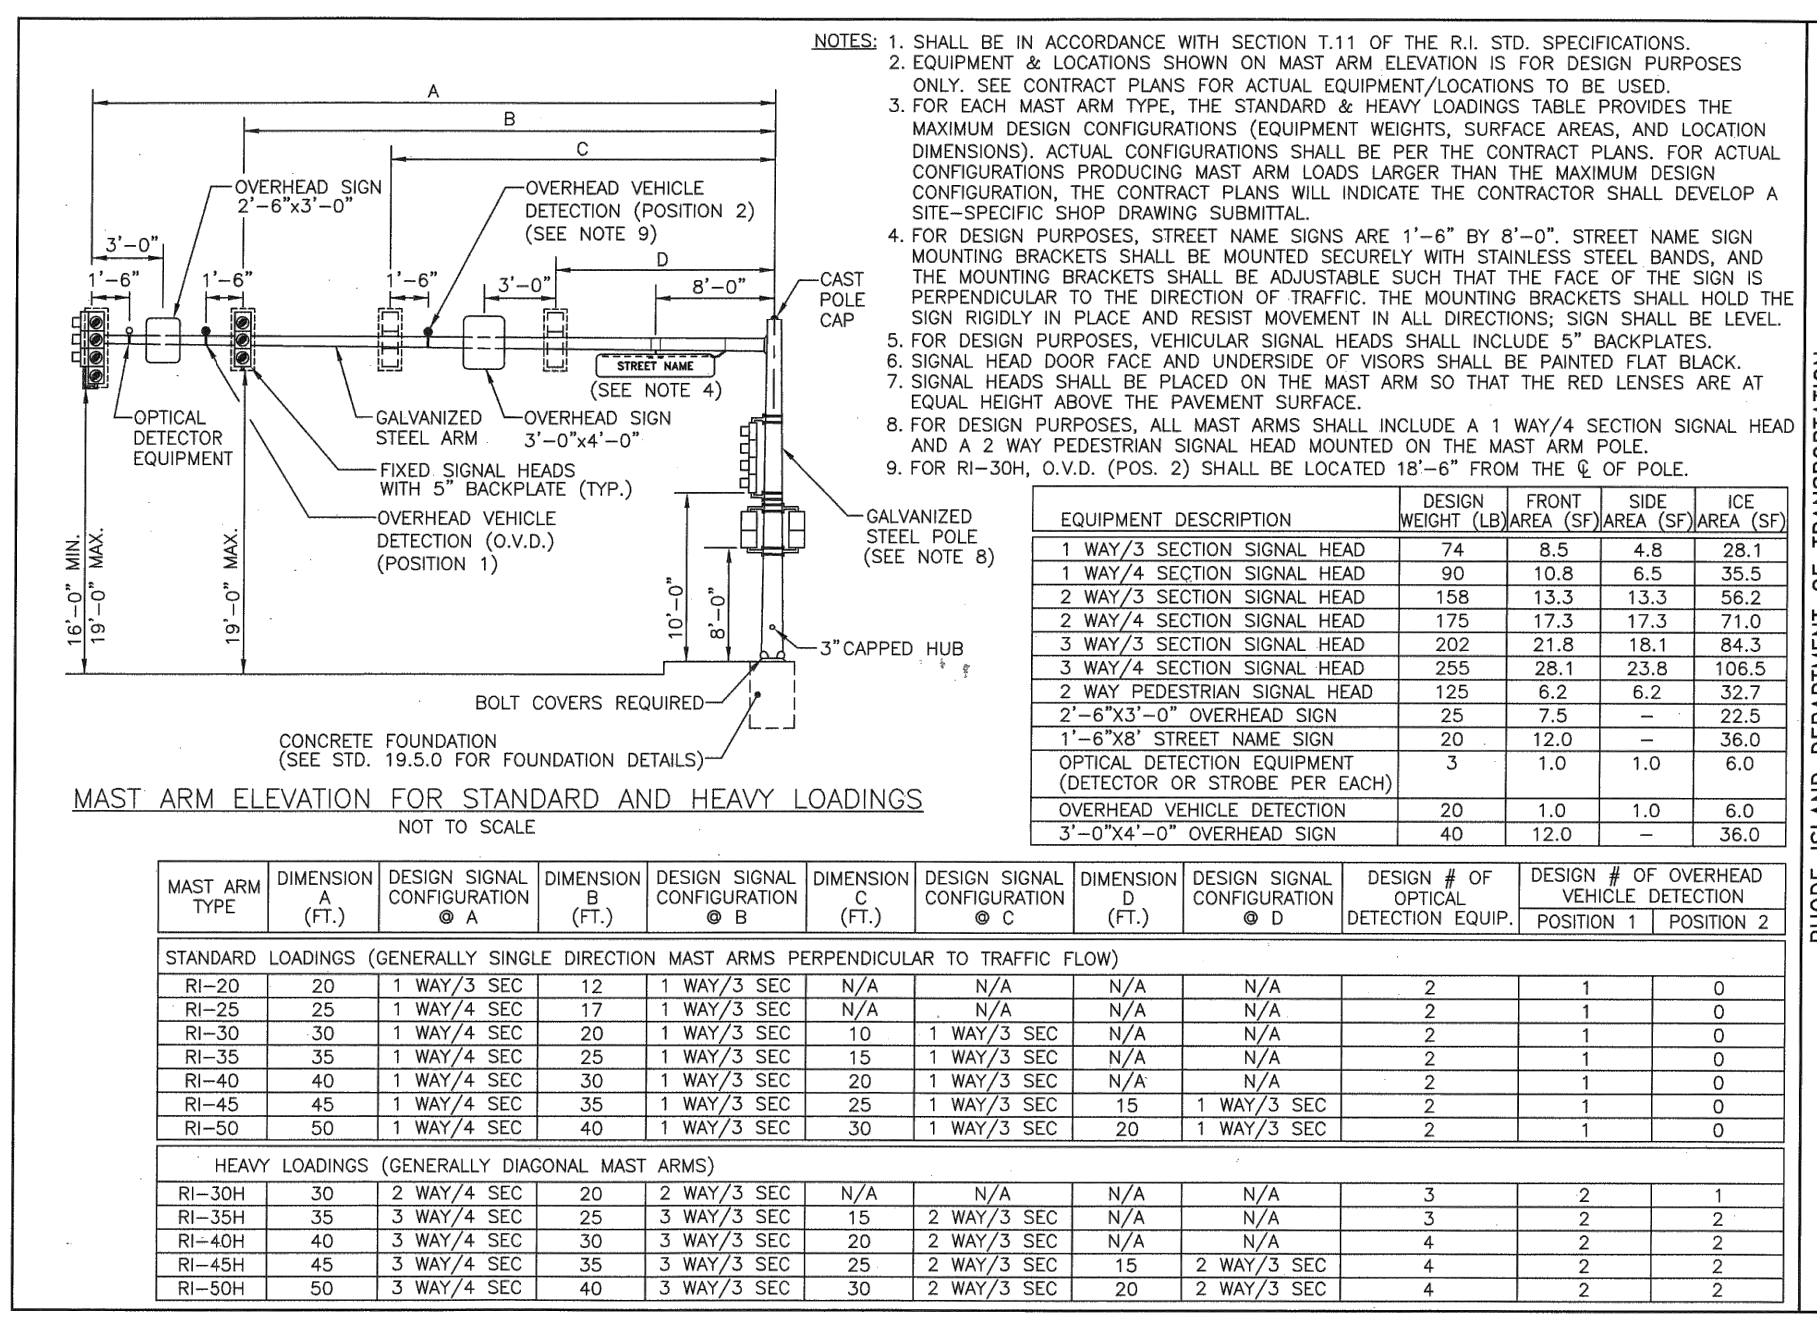 NOTES: 1. SHALL BE IN ACCORDANCE WITH SECTION T.11 OF THE R.I. STD. SPECIFICATIONS.
2. EQUIPMENT & LOCATIONS SHOWN ON MAST ARM ELEVATION IS FOR DESIGN PURPOSES
ONLY. SEE CONTRACT PLANS FOR ACTUAL EQUIPMENT/LOCATIONS TO BE USED.
3. FOR EACH MAST ARM TYPE, THE STANDARD & HEAVY LOADINGS TABLE PROVIDES THE
MAXIMUM DESIGN CONFIGURATIONS (EQUIPMENT WEIGHTS, SURFACE AREAS, AND LOCATION
DIMENSIONS). ACTUAL CONFIGURATIONS SHALL BE PER THE CONTRACT PLANS. FOR ACTUAL
CONFIGURATIONS PRODUCING MAST ARM LOADS LARGER THAN THE MAXIMUM DESIGN
CONFIGURATION, THE CONTRACT PLANS WILL INDICATE THE CONTRACTOR SHALL DEVELOP A
SITE-SPECIFIC SHOP DRAWING SUBMITTAL.
4. FOR DESIGN PURPOSES, STREET NAME SIGNS ARE 1'-6" BY 8'-0". STREET NAME SIGN
MOUNTING BRACKETS SHALL BE MOUNTED SECURELY WITH STAINLESS STEEL BANDS, AND
THE MOUNTING BRACKETS SHALL BE ADJUSTABLE SUCH THAT THE FACE OF THE SIGN IS
PERPENDICULAR TO THE DIRECTION OF TRAFFIC. THE MOUNTING BRACKETS SHALL HOLD THE
SIGN RIGIDLY IN PLACE AND RESIST MOVEMENT IN ALL DIRECTIONS; SIGN SHALL BE LEVEL.
5. FOR DESIGN PURPOSES, VEHICULAR SIGNAL HEADS SHALL INCLUDE 5" BACKPLATES.
6. SIGNAL HEAD DOOR FACE AND UNDERSIDE OF VISORS SHALL BE PAINTED FLAT BLACK.
7. SIGNAL HEADS SHALL BE PLACED ON THE MAST ARM SO THAT THE RED LENSES ARE AT
EQUAL HEIGHT ABOVE THE PAVEMENT SURFACE.
8. FOR DESIGN PURPOSES, ALL MAST ARMS SHALL INCLUDE A 1 WAY/4 SECTION SIGNAL HEAD
AND A 2 WAY PEDESTRIAN SIGNAL HEAD MOUNTED ON THE MAST ARM POLE.
9. FOR RI-30H, O.V.D. (POS. 2) SHALL BE LOCATED 18'-6" FROM THE ℄ OF POLE.
A
B
C
D
OVERHEAD SIGN
2'-6"x3'-0"
OVERHEAD VEHICLE
DETECTION (POSITION 2)
(SEE NOTE 9)
3'-0"
1'-6"
1'-6"
1'-6"
3'-0"
8'-0"
CAST
POLE
CAP
STREET NAME
(SEE NOTE 4)
OPTICAL
DETECTOR
EQUIPMENT
GALVANIZED
STEEL ARM
OVERHEAD SIGN
3'-0"x4'-0"
FIXED SIGNAL HEADS
WITH 5" BACKPLATE (TYP.)
OVERHEAD VEHICLE
DETECTION (O.V.D.)
(POSITION 1)
GALVANIZED
STEEL POLE
(SEE NOTE 8)
16'-0" MIN.
19'-0" MAX.
19'-0" MAX.
10'-0"
8'-0"
3" CAPPED HUB
BOLT COVERS REQUIRED
CONCRETE FOUNDATION
(SEE STD. 19.5.0 FOR FOUNDATION DETAILS)
MAST ARM ELEVATION FOR STANDARD AND HEAVY LOADINGS
NOT TO SCALE
EQUIPMENT DESCRIPTION | DESIGN WEIGHT (LB) | FRONT AREA (SF) | SIDE AREA (SF) | ICE AREA (SF)
1 WAY/3 SECTION SIGNAL HEAD 74 8.5 4.8 28.1
1 WAY/4 SECTION SIGNAL HEAD 90 10.8 6.5 35.5
2 WAY/3 SECTION SIGNAL HEAD 158 13.3 13.3 56.2
2 WAY/4 SECTION SIGNAL HEAD 175 17.3 17.3 71.0
3 WAY/3 SECTION SIGNAL HEAD 202 21.8 18.1 84.3
3 WAY/4 SECTION SIGNAL HEAD 255 28.1 23.8 106.5
2 WAY PEDESTRIAN SIGNAL HEAD 125 6.2 6.2 32.7
2'-6"X3'-0" OVERHEAD SIGN 25 7.5 – 22.5
1'-6"X8' STREET NAME SIGN 20 12.0 – 36.0
OPTICAL DETECTION EQUIPMENT 3 1.0 1.0 6.0
(DETECTOR OR STROBE PER EACH)
OVERHEAD VEHICLE DETECTION 20 1.0 1.0 6.0
3'-0"X4'-0" OVERHEAD SIGN 40 12.0 – 36.0
MAST ARM TYPE | DIMENSION A (FT.) | DESIGN SIGNAL CONFIGURATION @ A | DIMENSION B (FT.) | DESIGN SIGNAL CONFIGURATION @ B | DIMENSION C (FT.) | DESIGN SIGNAL CONFIGURATION @ C | DIMENSION D (FT.) | DESIGN SIGNAL CONFIGURATION @ D | DESIGN # OF OPTICAL DETECTION EQUIP. | DESIGN # OF OVERHEAD VEHICLE DETECTION
POSITION 1 POSITION 2
STANDARD LOADINGS (GENERALLY SINGLE DIRECTION MAST ARMS PERPENDICULAR TO TRAFFIC FLOW)
RI-20 20 1 WAY/3 SEC 12 1 WAY/3 SEC N/A N/A N/A N/A 2 1 0
RI-25 25 1 WAY/4 SEC 17 1 WAY/3 SEC N/A N/A N/A N/A 2 1 0
RI-30 30 1 WAY/4 SEC 20 1 WAY/3 SEC 10 1 WAY/3 SEC N/A N/A 2 1 0
RI-35 35 1 WAY/4 SEC 25 1 WAY/3 SEC 15 1 WAY/3 SEC N/A N/A 2 1 0
RI-40 40 1 WAY/4 SEC 30 1 WAY/3 SEC 20 1 WAY/3 SEC N/A N/A 2 1 0
RI-45 45 1 WAY/4 SEC 35 1 WAY/3 SEC 25 1 WAY/3 SEC 15 1 WAY/3 SEC 2 1 0
RI-50 50 1 WAY/4 SEC 40 1 WAY/3 SEC 30 1 WAY/3 SEC 20 1 WAY/3 SEC 2 1 0
HEAVY LOADINGS (GENERALLY DIAGONAL MAST ARMS)
RI-30H 30 2 WAY/4 SEC 20 2 WAY/3 SEC N/A N/A N/A N/A 3 2 1
RI-35H 35 3 WAY/4 SEC 25 3 WAY/3 SEC 15 2 WAY/3 SEC N/A N/A 3 2 2
RI-40H 40 3 WAY/4 SEC 30 3 WAY/3 SEC 20 2 WAY/3 SEC N/A N/A 4 2 2
RI-45H 45 3 WAY/4 SEC 35 3 WAY/3 SEC 25 2 WAY/3 SEC 15 2 WAY/3 SEC 4 2 2
RI-50H 50 3 WAY/4 SEC 40 3 WAY/3 SEC 30 2 WAY/3 SEC 20 2 WAY/3 SEC 4 2 2